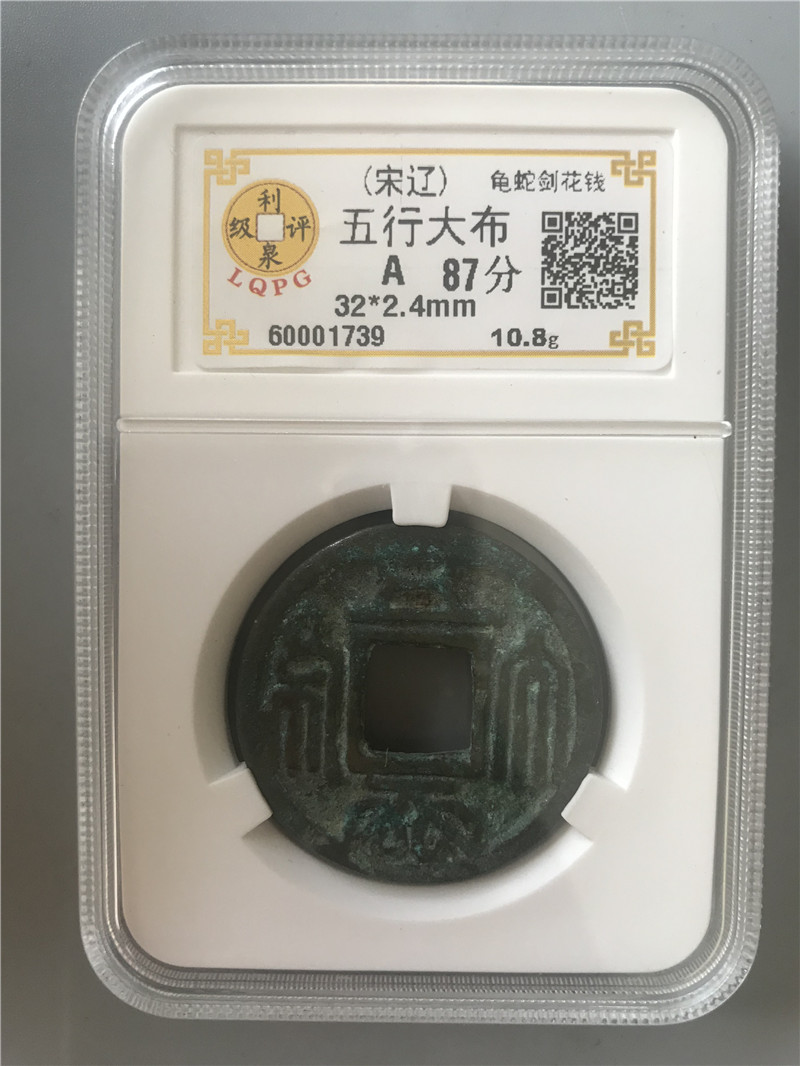 (宋辽) 龟蛇剑花钱
利泉评级
LQPG
五行大布
A 87分
32*2.4mm
60001739 10.8g